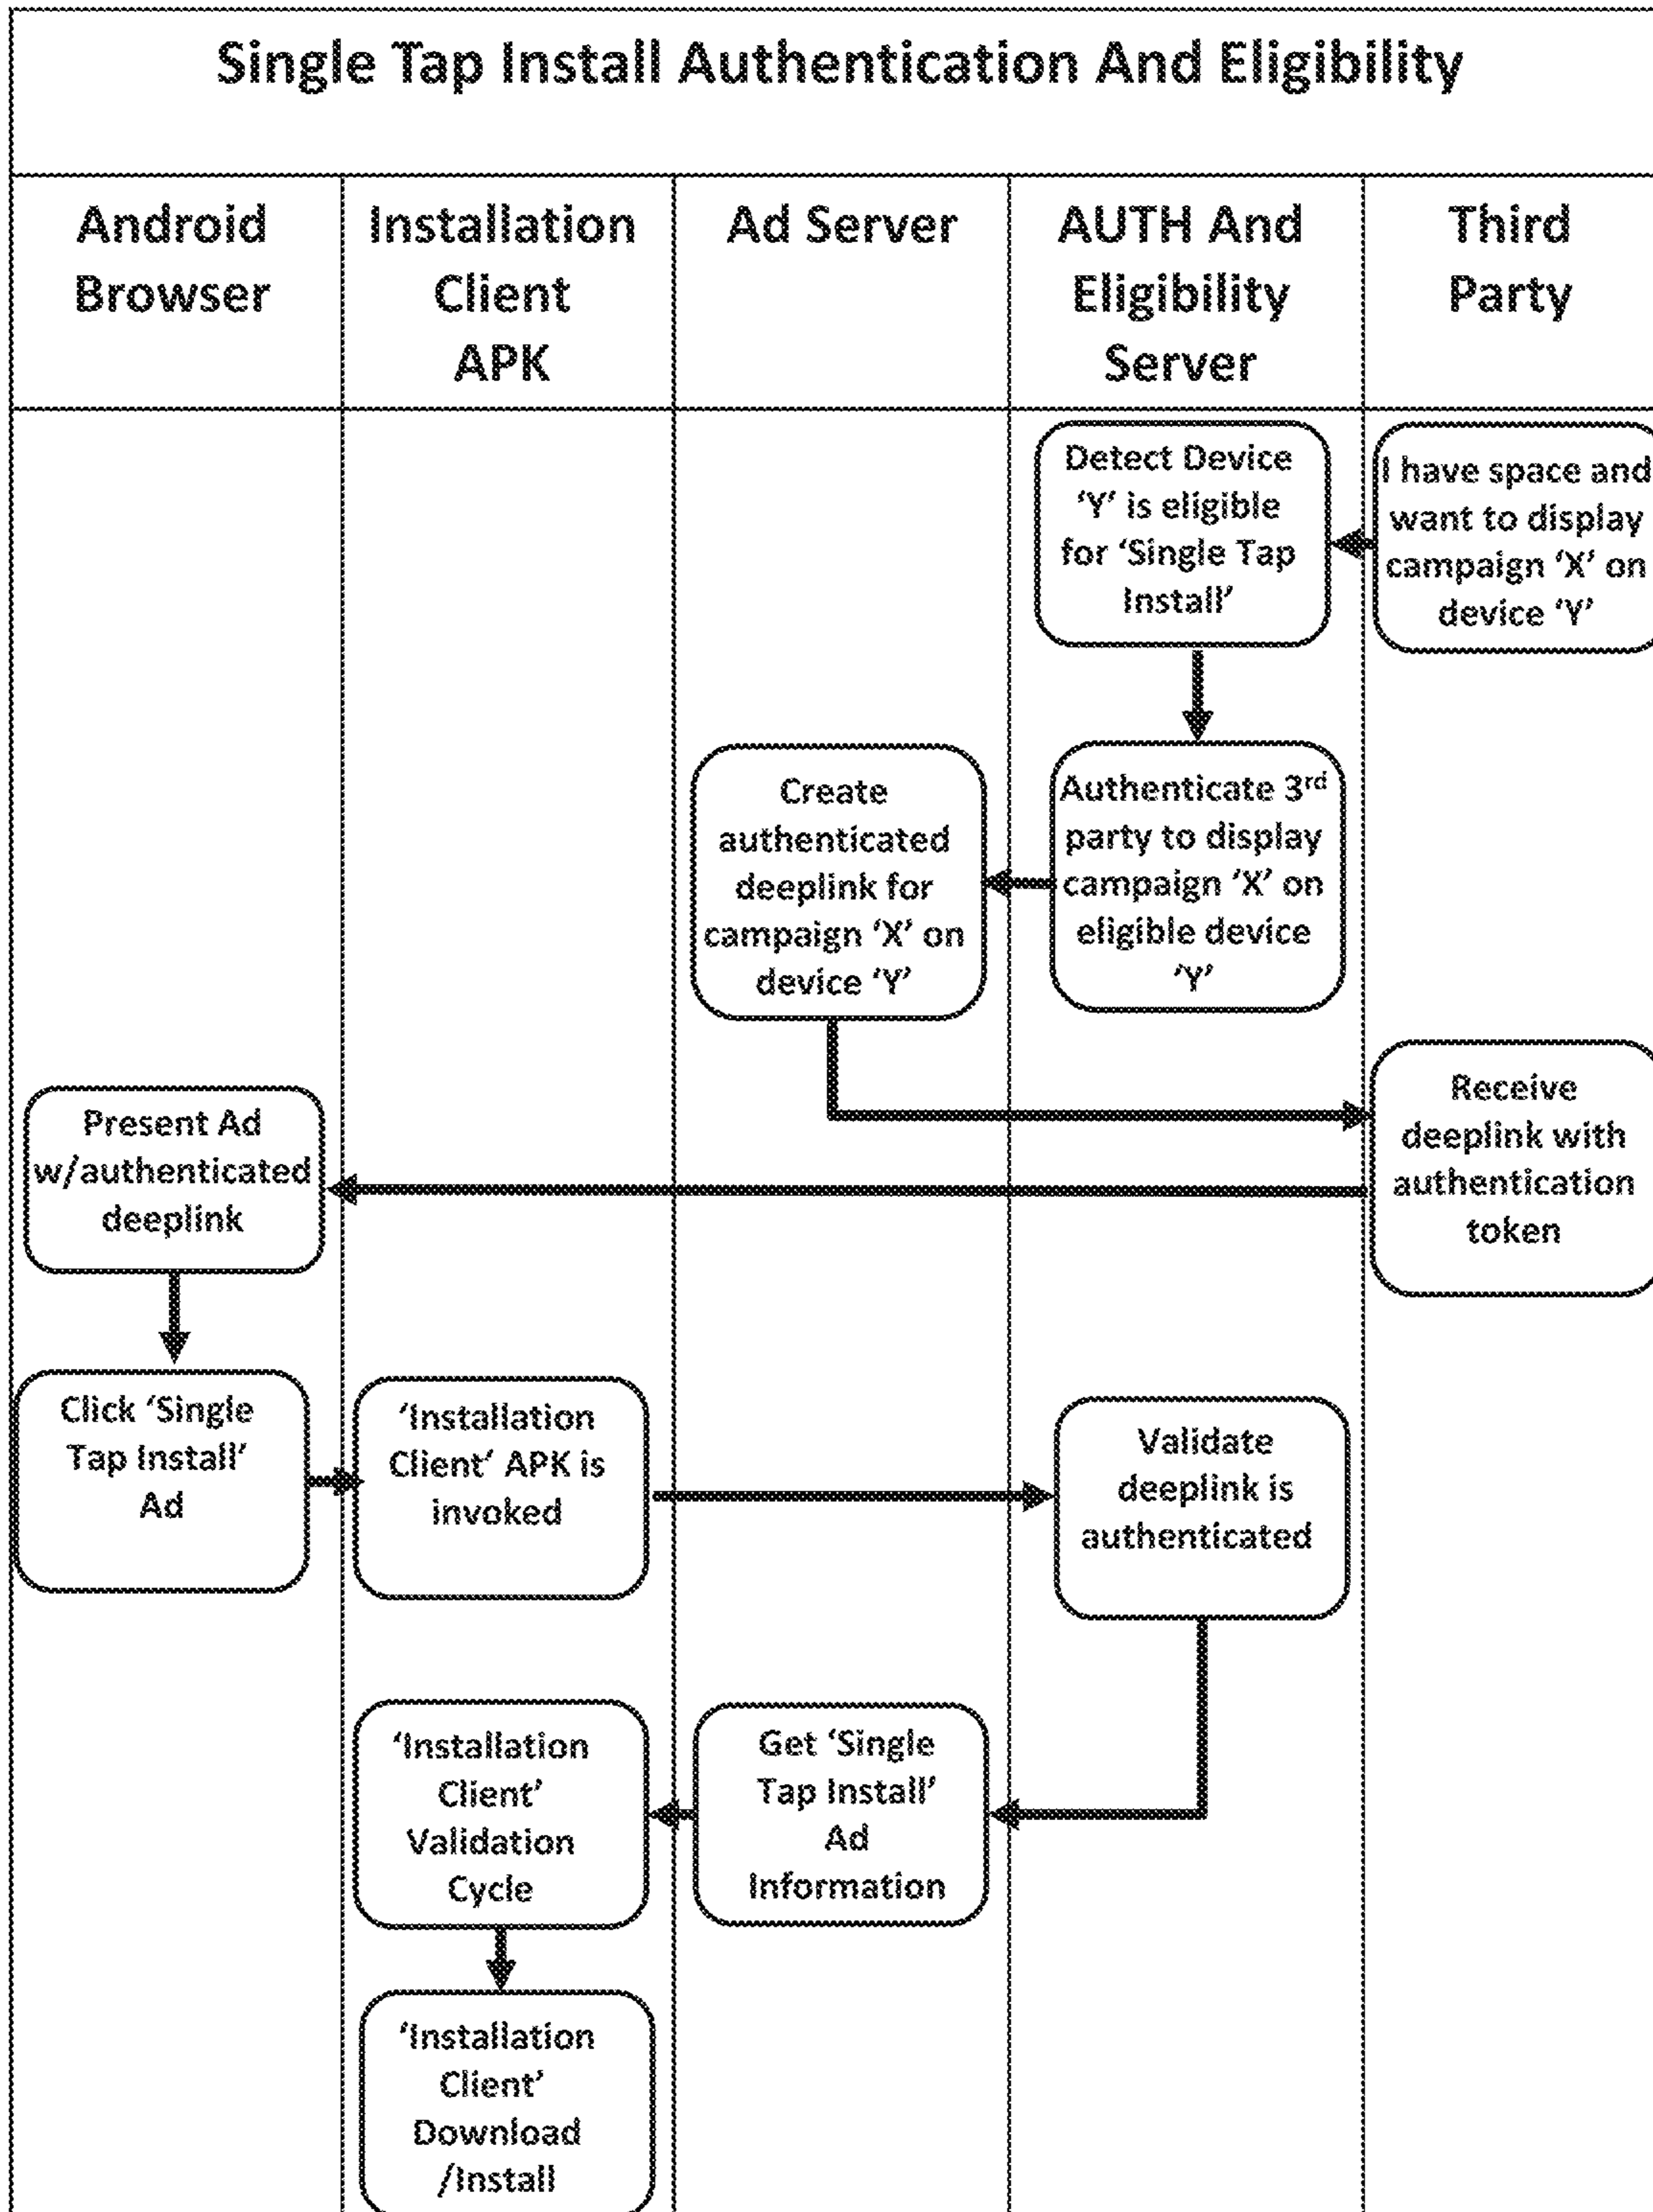 Single Tap Install Authentication And Eligibility
Android
Browser
Installation
Client
APK
Ad Server
AUTH And
Eligibility
Server
Third
Party
Detect Device
‘Y’ is eligible
for ‘Single Tap
Install’
I have space and
want to display
campaign ‘X’ on
device ‘Y’
Create
authenticated
deeplink for
campaign ‘X’ on
device ‘Y’
Authenticate 3rd
party to display
campaign ‘X’ on
eligible device
‘Y’
Present Ad
w/authenticated
deeplink
Receive
deeplink with
authentication
token
Click ‘Single
Tap Install’
Ad
‘Installation
Client’ APK is
invoked
Validate
deeplink is
authenticated
‘Installation
Client’
Validation
Cycle
Get ‘Single
Tap Install’
Ad
Information
‘Installation
Client’
Download
/Install